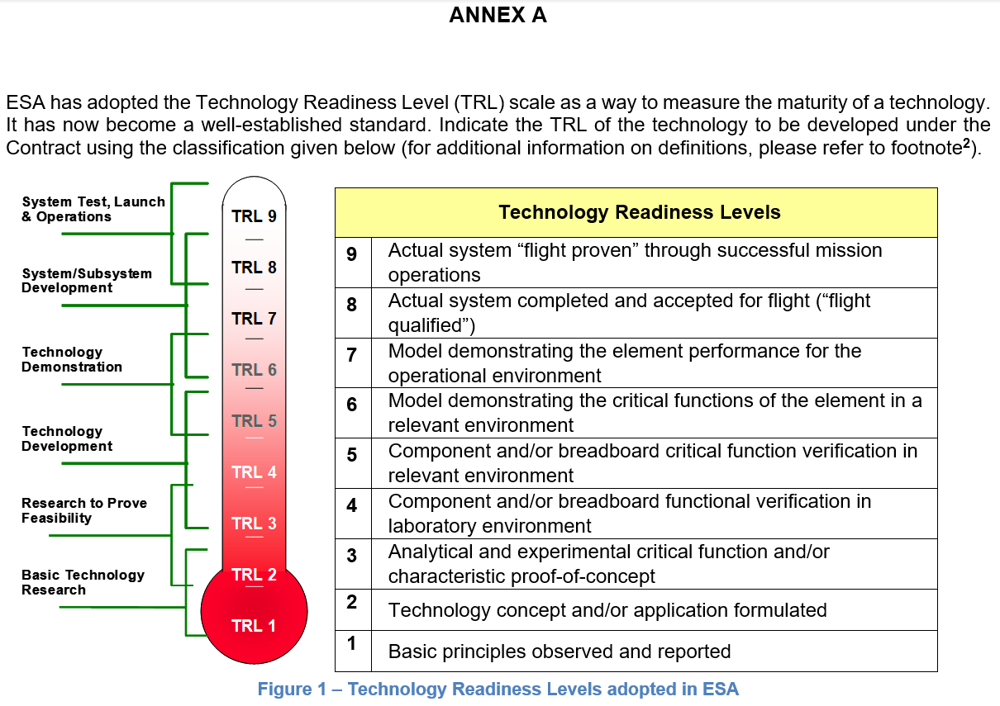 ANNEX A
ESA has adopted the Technology Readiness Level (TRL) scale as a way to measure the maturity of a technology.
It has now become a well-established standard. Indicate the TRL of the technology to be developed under the
Contract using the classification given below (for additional information on definitions, please refer to footnote²).
System Test, Launch
& Operations
System/Subsystem
Development
Technology
Demonstration
Technology
Development
Research to Prove
Feasibility
Basic Technology
Research
TRL 9
TRL 8
TRL 7
TRL 6
TRL 5
TRL 4
TRL 3
TRL 2
TRL 1
Technology Readiness Levels
9 Actual system “flight proven” through successful mission
operations
8 Actual system completed and accepted for flight (“flight
qualified”)
7 Model demonstrating the element performance for the
operational environment
6 Model demonstrating the critical functions of the element in a
relevant environment
5 Component and/or breadboard critical function verification in
relevant environment
4 Component and/or breadboard functional verification in
laboratory environment
3 Analytical and experimental critical function and/or
characteristic proof-of-concept
2 Technology concept and/or application formulated
1 Basic principles observed and reported
Figure 1 – Technology Readiness Levels adopted in ESA